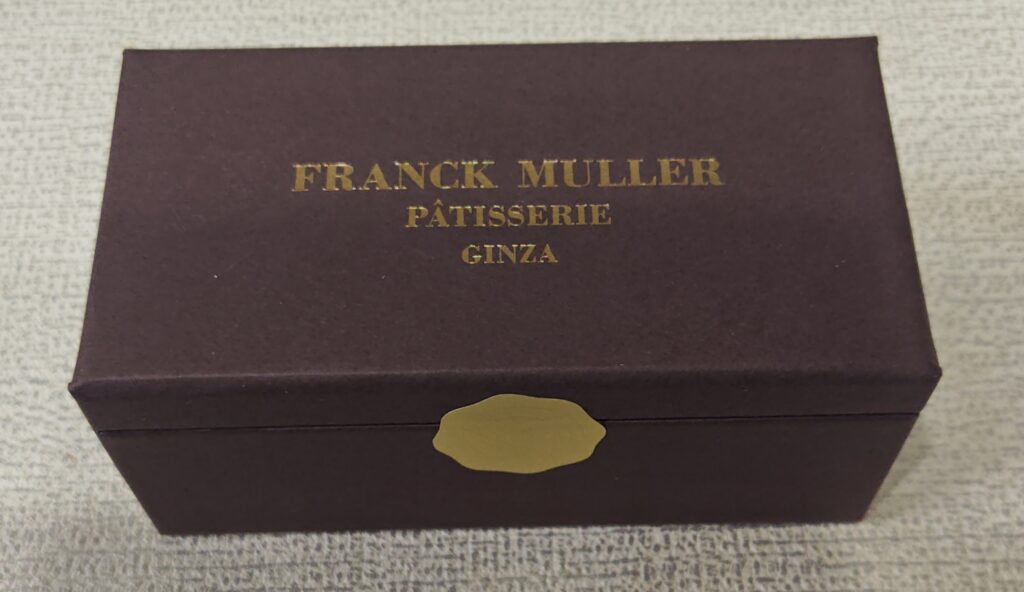 FRANCK MULLER
PÂTISSERIE
GINZA